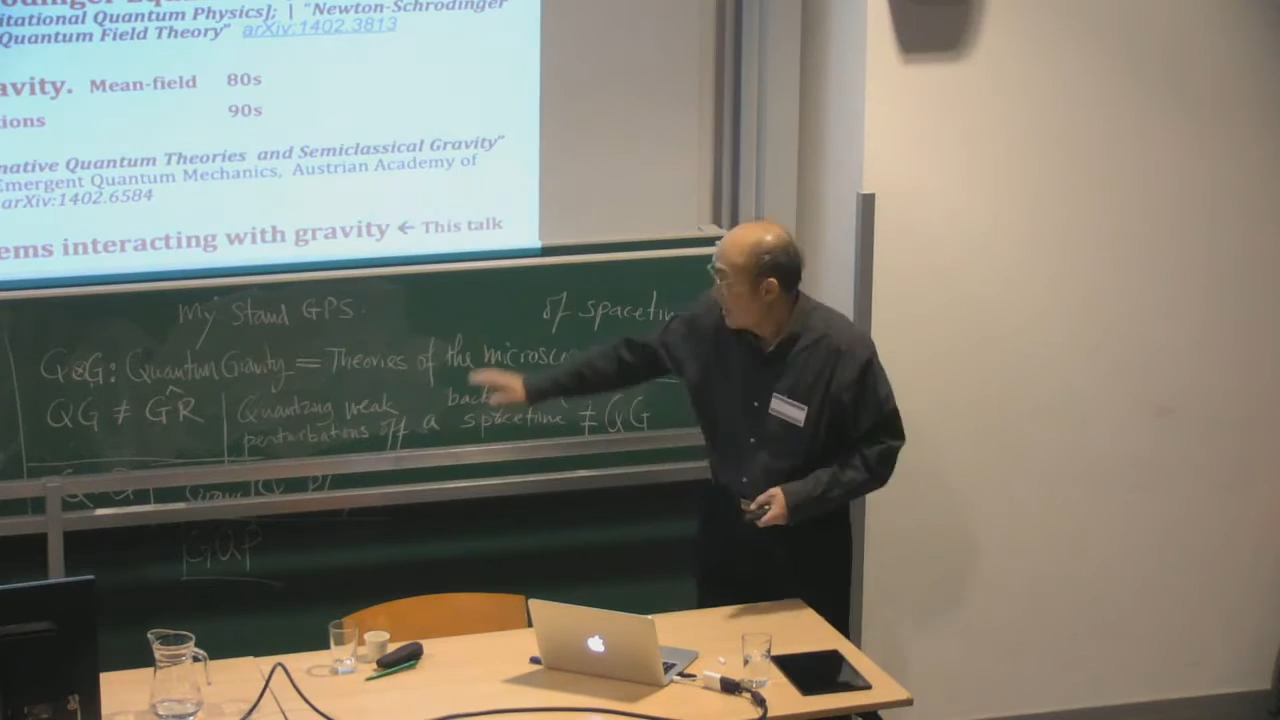 itational Quantum Physics]; | "Newton-Schrodinger
Quantum Field Theory" arXiv:1402.3813
avity. Mean-field 80s
tions 90s
native Quantum Theories and Semiclassical Gravity"
Emergent Quantum Mechanics, Austrian Academy of
arXiv:1402.6584
ems interacting with gravity ← This talk
My Stand GPS.
of spacetim
QG: Quantum Gravity = Theories of the microsc
QG ≠ GR
Quantizing weak
perturbations off a back spacetime ≠ QG
GQP